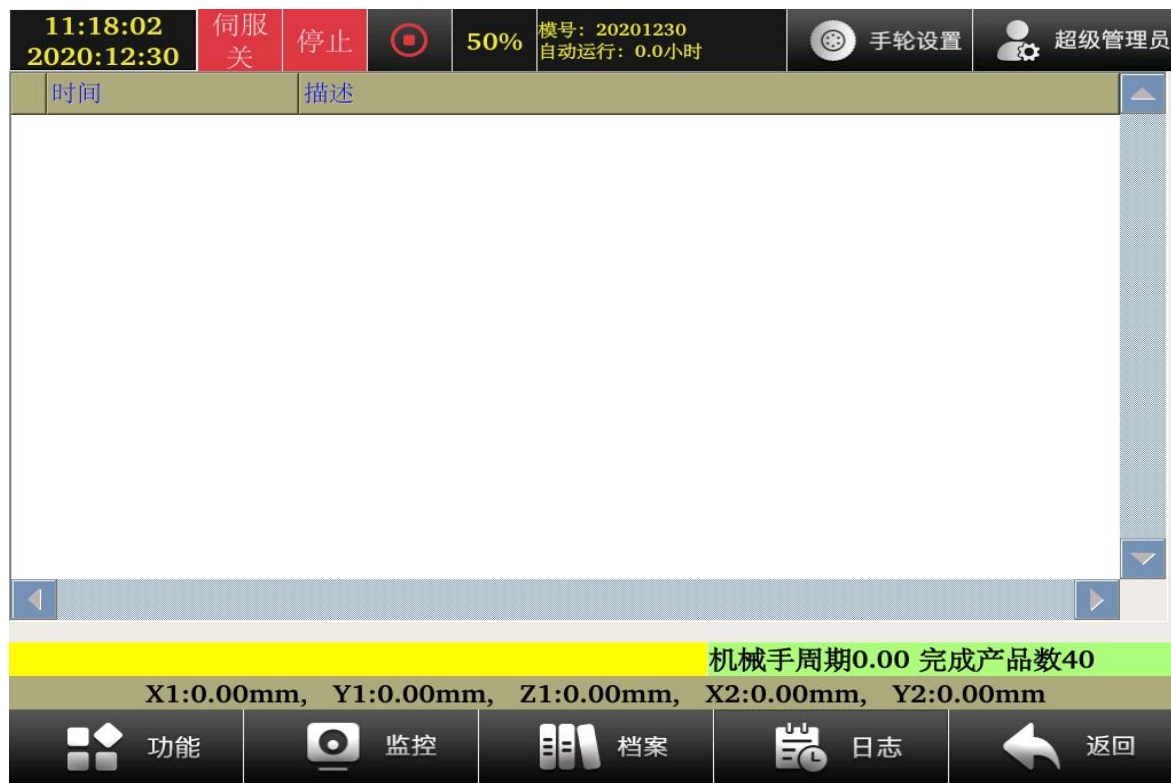 11:18:02
2020:12:30
伺服
关
停止
50%
模号：20201230
自动运行：0.0小时
手轮设置
超级管理员
时间
描述
机械手周期0.00 完成产品数40
X1:0.00mm, Y1:0.00mm, Z1:0.00mm, X2:0.00mm, Y2:0.00mm
功能
监控
档案
日志
返回